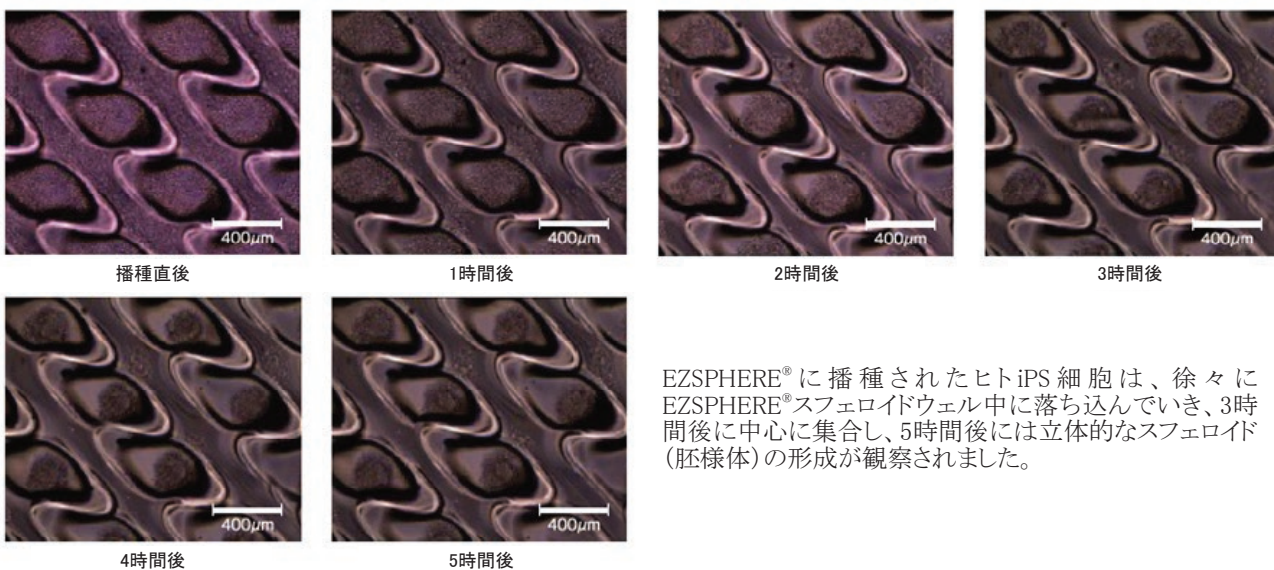 400μm
400μm
400μm
400μm
播種直後
1時間後
2時間後
3時間後
400μm
400μm
4時間後
5時間後
EZSPHERE®に播種されたヒトiPS細胞は、徐々に
EZSPHERE®スフェロイドウェル中に落ち込んでいき、3時
間後に中心に集合し、5時間後には立体的なスフェロイド
（胚様体）の形成が観察されました。